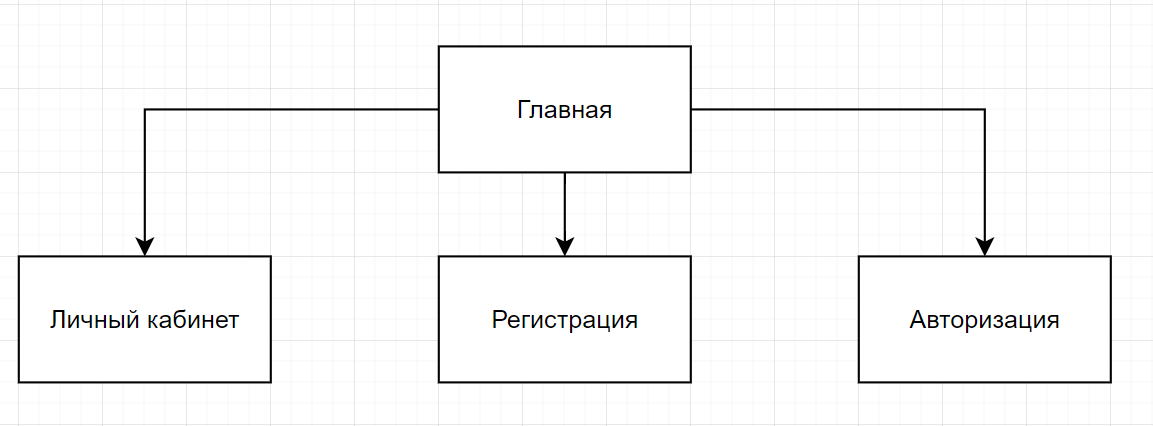 Главная
Личный кабинет
Регистрация
Авторизация